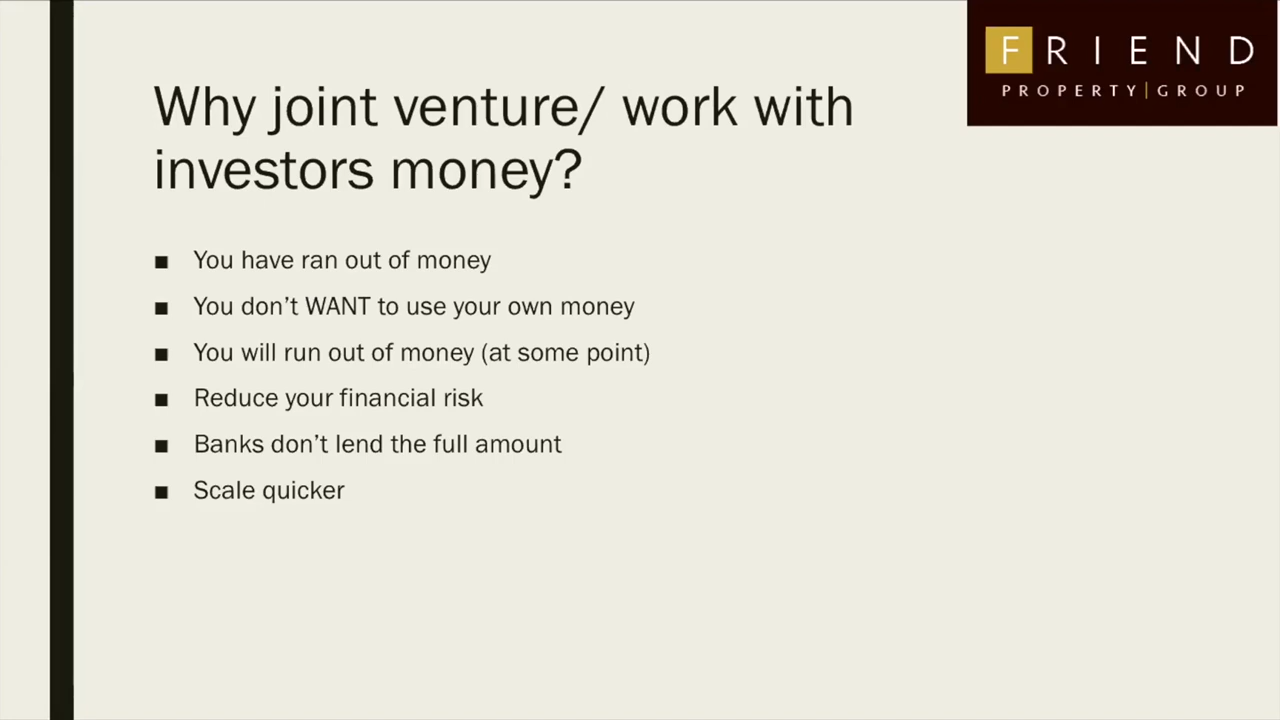 FRIEND
PROPERTY|GROUP
Why joint venture/ work with
investors money?
■ You have ran out of money
■ You don’t WANT to use your own money
■ You will run out of money (at some point)
■ Reduce your financial risk
■ Banks don’t lend the full amount
■ Scale quicker